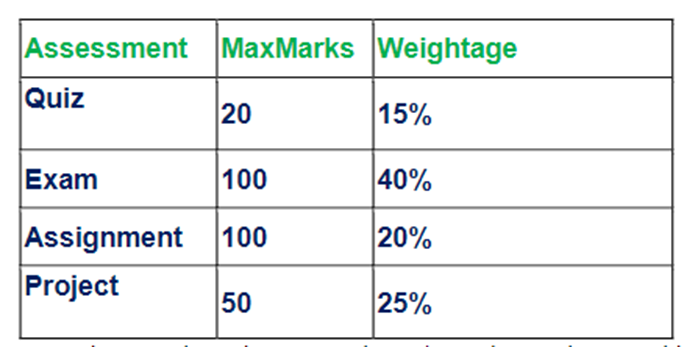 Assessment MaxMarks Weightage
Quiz 20 15%
Exam 100 40%
Assignment 100 20%
Project 50 25%